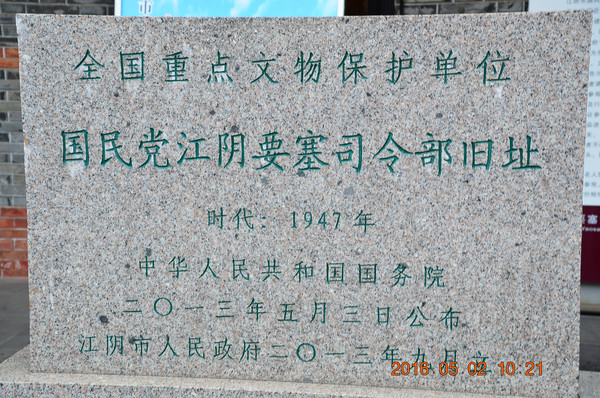 市
全国重点文物保护单位
国民党江阴要塞司令部旧址
时代：1947年
中华人民共和国国务院
二〇一三年五月三日公布
江阴市人民政府二〇一三年九月立
2016.05.02 10:21